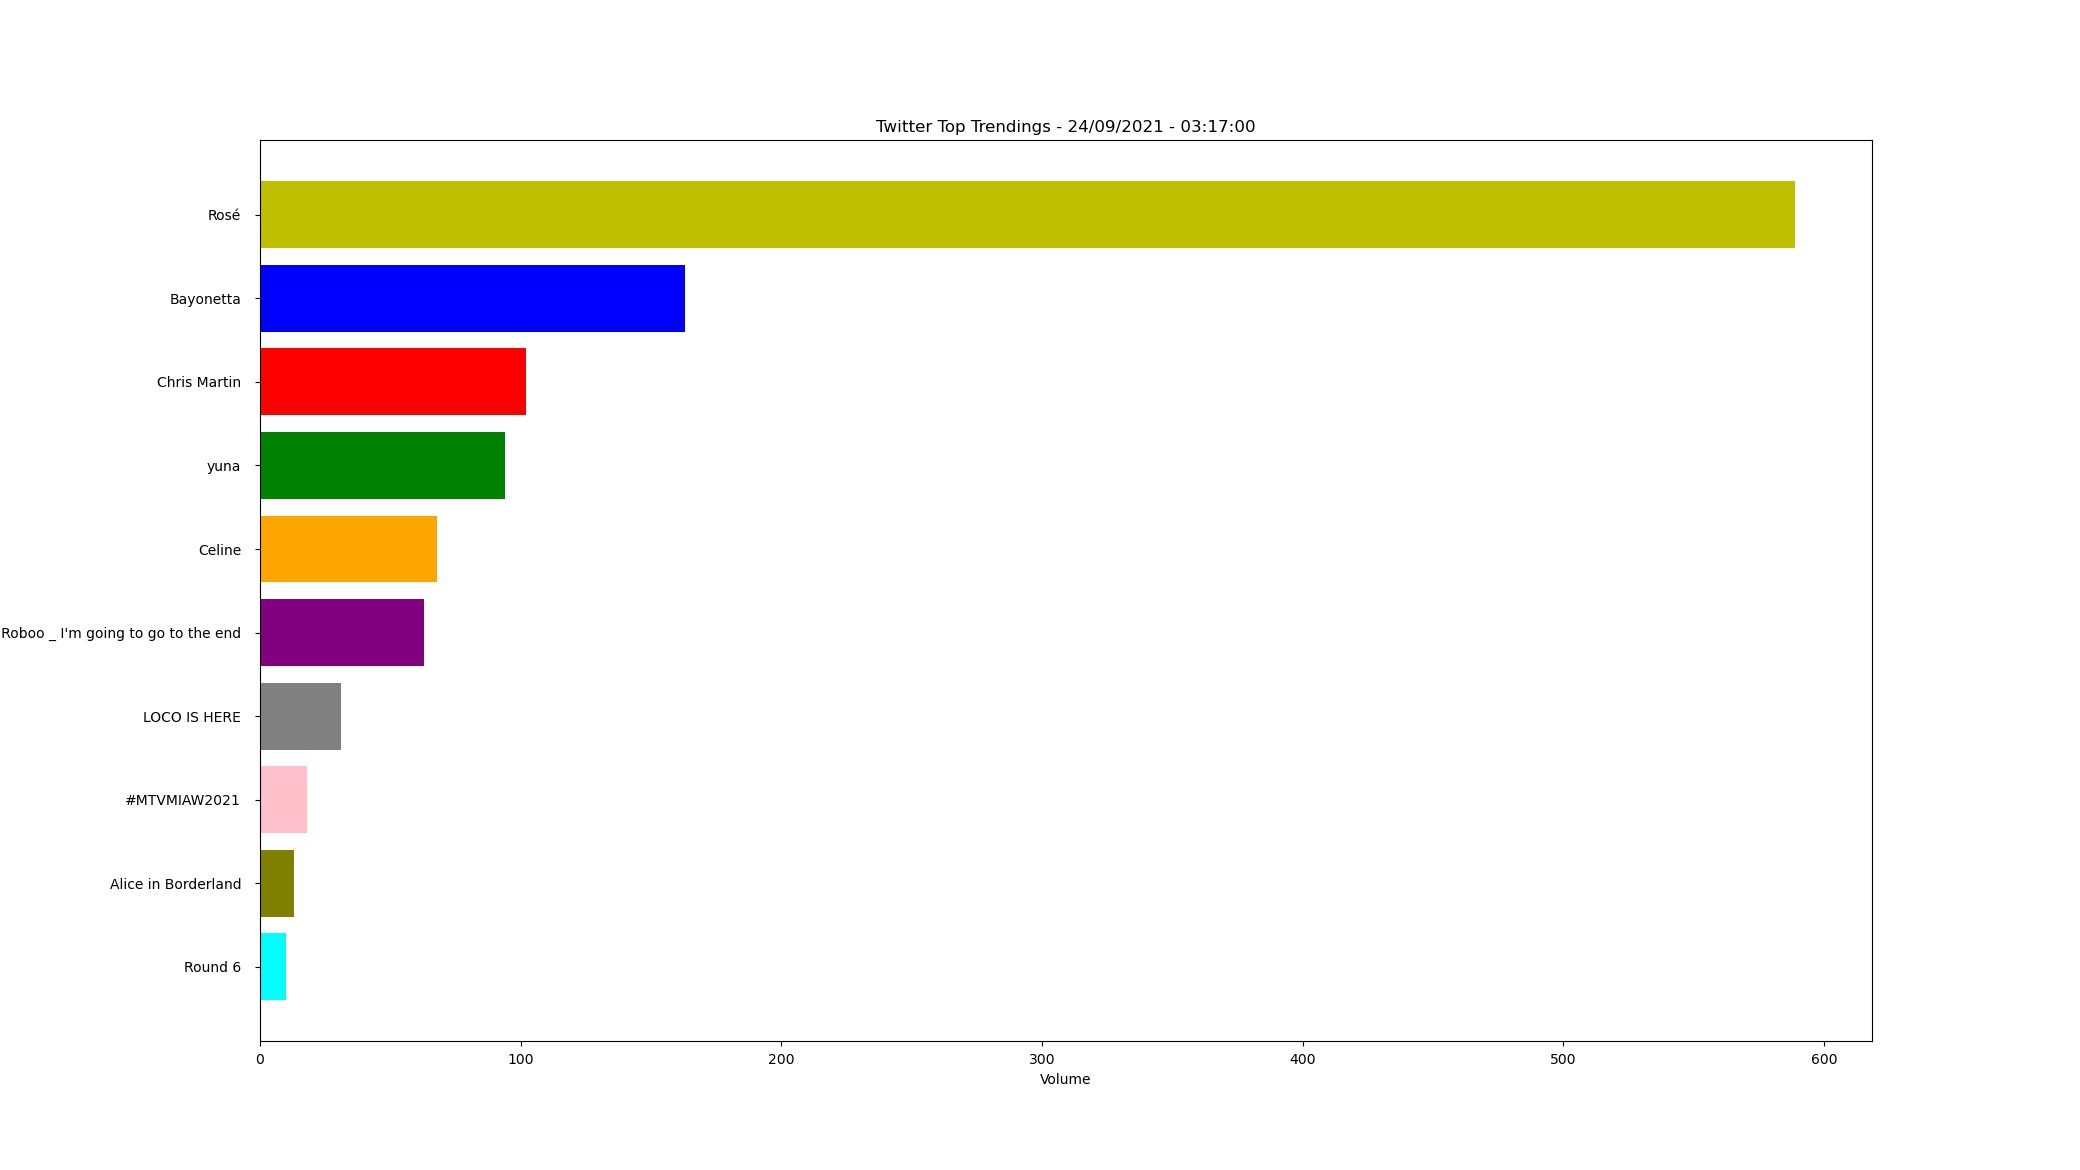 Twitter Top Trendings - 24/09/2021 - 03:17:00
Rosé
Bayonetta
Chris Martin
yuna
Celine
Roboo _ I'm going to go to the end
LOCO IS HERE
#MTVMIAW2021
Alice in Borderland
Round 6
0 100 200 300 400 500 600
Volume